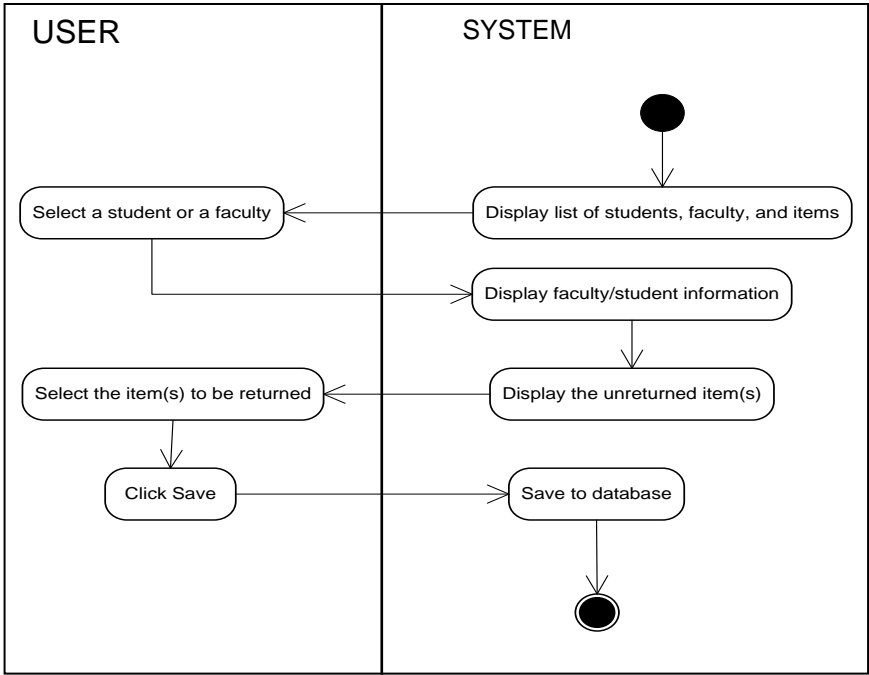 USER
SYSTEM
Select a student or a faculty
Display list of students, faculty, and items
Display faculty/student information
Select the item(s) to be returned
Display the unreturned item(s)
Click Save
Save to database